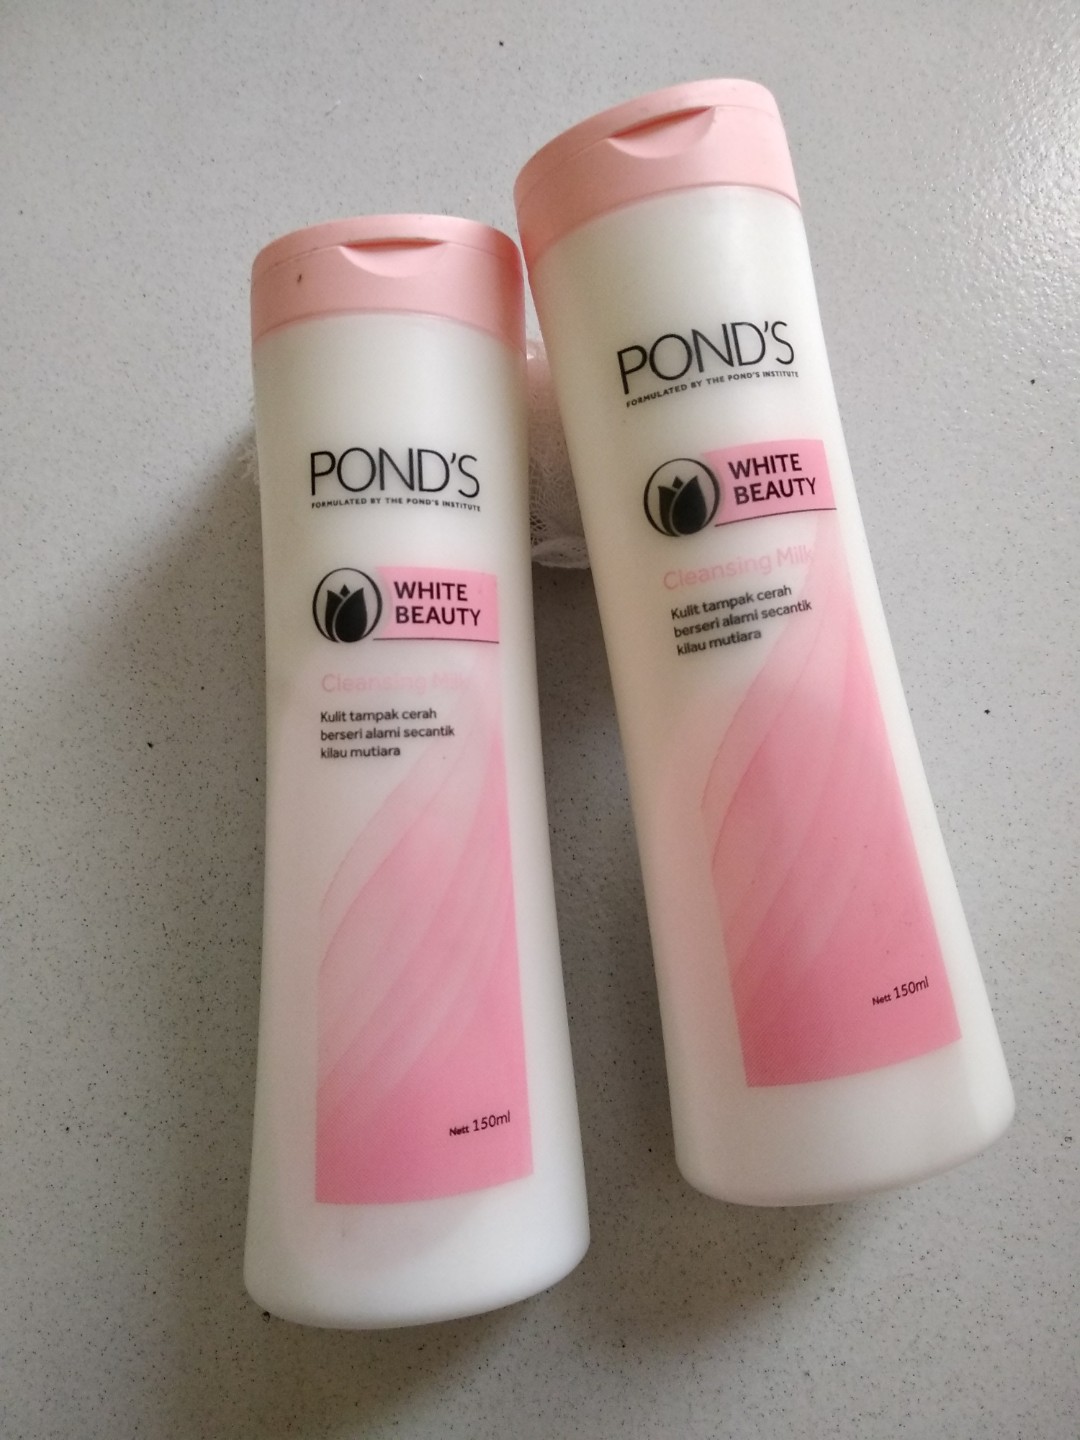 POND'S
FORMULATED BY THE POND'S INSTITUTE
WHITE
BEAUTY
Cleansing Milk
Kulit tampak cerah
berseri alami secantik
kilau mutiara
Nett 150ml
POND'S
FORMULATED BY THE POND'S INSTITUTE
WHITE
BEAUTY
Cleansing Milk
Kulit tampak cerah
berseri alami secantik
kilau mutiara
Nett 150ml